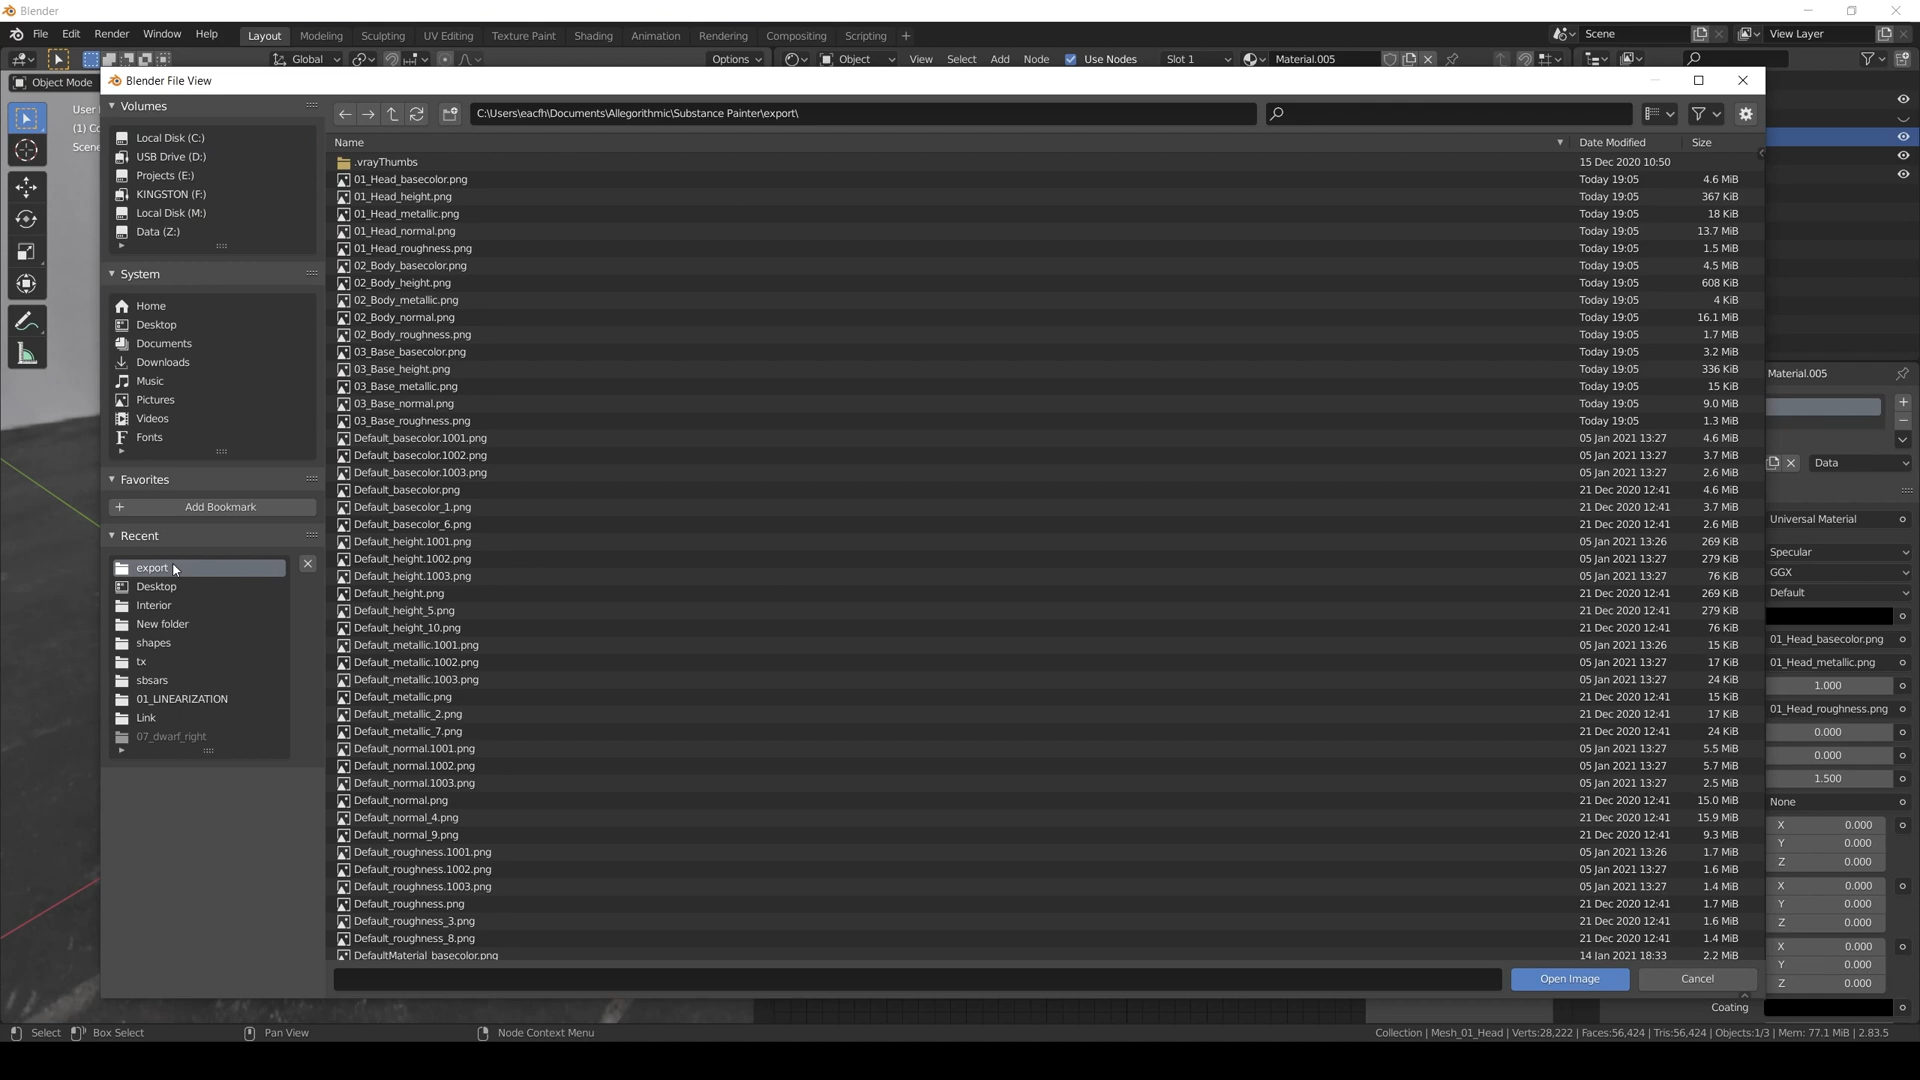 Blender
File Edit Render Window Help Layout Modeling Sculpting UV Editing Texture Paint Shading Animation Rendering Compositing Scripting + Scene View Layer
Global Options Object View Select Add Node Use Nodes Slot 1 Material.005
Object Mode
Blender File View
User
(1) Co
Scene
Volumes
Local Disk (C:)
USB Drive (D:)
Projects (E:)
KINGSTON (F:)
Local Disk (M:)
Data (Z:)
System
Home
Desktop
Documents
Downloads
Music
Pictures
Videos
Fonts
Favorites
+ Add Bookmark
Recent
export
Desktop
Interior
New folder
shapes
tx
sbsars
01_LINEARIZATION
Link
07_dwarf_right
C:\Users\eacfh\Documents\Allegorithmic\Substance Painter\export\
Name Date Modified Size
.vrayThumbs 15 Dec 2020 10:50
01_Head_basecolor.png Today 19:05 4.6 MiB
01_Head_height.png Today 19:05 367 KiB
01_Head_metallic.png Today 19:05 18 KiB
01_Head_normal.png Today 19:05 13.7 MiB
01_Head_roughness.png Today 19:05 1.5 MiB
02_Body_basecolor.png Today 19:05 4.5 MiB
02_Body_height.png Today 19:05 608 KiB
02_Body_metallic.png Today 19:05 4 KiB
02_Body_normal.png Today 19:05 16.1 MiB
02_Body_roughness.png Today 19:05 1.7 MiB
03_Base_basecolor.png Today 19:05 3.2 MiB
03_Base_height.png Today 19:05 336 KiB
03_Base_metallic.png Today 19:05 15 KiB
03_Base_normal.png Today 19:05 9.0 MiB
03_Base_roughness.png Today 19:05 1.3 MiB
Default_basecolor.1001.png 05 Jan 2021 13:27 4.6 MiB
Default_basecolor.1002.png 05 Jan 2021 13:27 3.7 MiB
Default_basecolor.1003.png 05 Jan 2021 13:27 2.6 MiB
Default_basecolor.png 21 Dec 2020 12:41 4.6 MiB
Default_basecolor_1.png 21 Dec 2020 12:41 3.7 MiB
Default_basecolor_6.png 21 Dec 2020 12:41 2.6 MiB
Default_height.1001.png 05 Jan 2021 13:26 269 KiB
Default_height.1002.png 05 Jan 2021 13:27 279 KiB
Default_height.1003.png 05 Jan 2021 13:27 76 KiB
Default_height.png 21 Dec 2020 12:41 269 KiB
Default_height_5.png 21 Dec 2020 12:41 279 KiB
Default_height_10.png 21 Dec 2020 12:41 76 KiB
Default_metallic.1001.png 05 Jan 2021 13:26 15 KiB
Default_metallic.1002.png 05 Jan 2021 13:27 17 KiB
Default_metallic.1003.png 05 Jan 2021 13:27 24 KiB
Default_metallic.png 21 Dec 2020 12:41 15 KiB
Default_metallic_2.png 21 Dec 2020 12:41 17 KiB
Default_metallic_7.png 21 Dec 2020 12:41 24 KiB
Default_normal.1001.png 05 Jan 2021 13:27 5.5 MiB
Default_normal.1002.png 05 Jan 2021 13:27 5.7 MiB
Default_normal.1003.png 05 Jan 2021 13:27 2.5 MiB
Default_normal.png 21 Dec 2020 12:41 15.0 MiB
Default_normal_4.png 21 Dec 2020 12:41 15.9 MiB
Default_normal_9.png 21 Dec 2020 12:41 9.3 MiB
Default_roughness.1001.png 05 Jan 2021 13:26 1.7 MiB
Default_roughness.1002.png 05 Jan 2021 13:27 1.6 MiB
Default_roughness.1003.png 05 Jan 2021 13:27 1.4 MiB
Default_roughness.png 21 Dec 2020 12:41 1.7 MiB
Default_roughness_3.png 21 Dec 2020 12:41 1.6 MiB
Default_roughness_8.png 21 Dec 2020 12:41 1.4 MiB
DefaultMaterial_basecolor.png 14 Jan 2021 18:33 2.2 MiB
Open Image Cancel
Material.005
Data
Universal Material
Specular
GGX
Default
01_Head_basecolor.png
01_Head_metallic.png
1.000
01_Head_roughness.png
0.000
0.000
1.500
None
X 0.000
Y 0.000
Z 0.000
X 0.000
Y 0.000
Z 0.000
X 0.000
Y 0.000
Z 0.000
Coating
Select Box Select Pan View Node Context Menu Collection | Mesh_01_Head | Verts:28,222 | Faces:56,424 | Tris:56,424 | Objects:1/3 | Mem: 77.1 MiB | 2.83.5